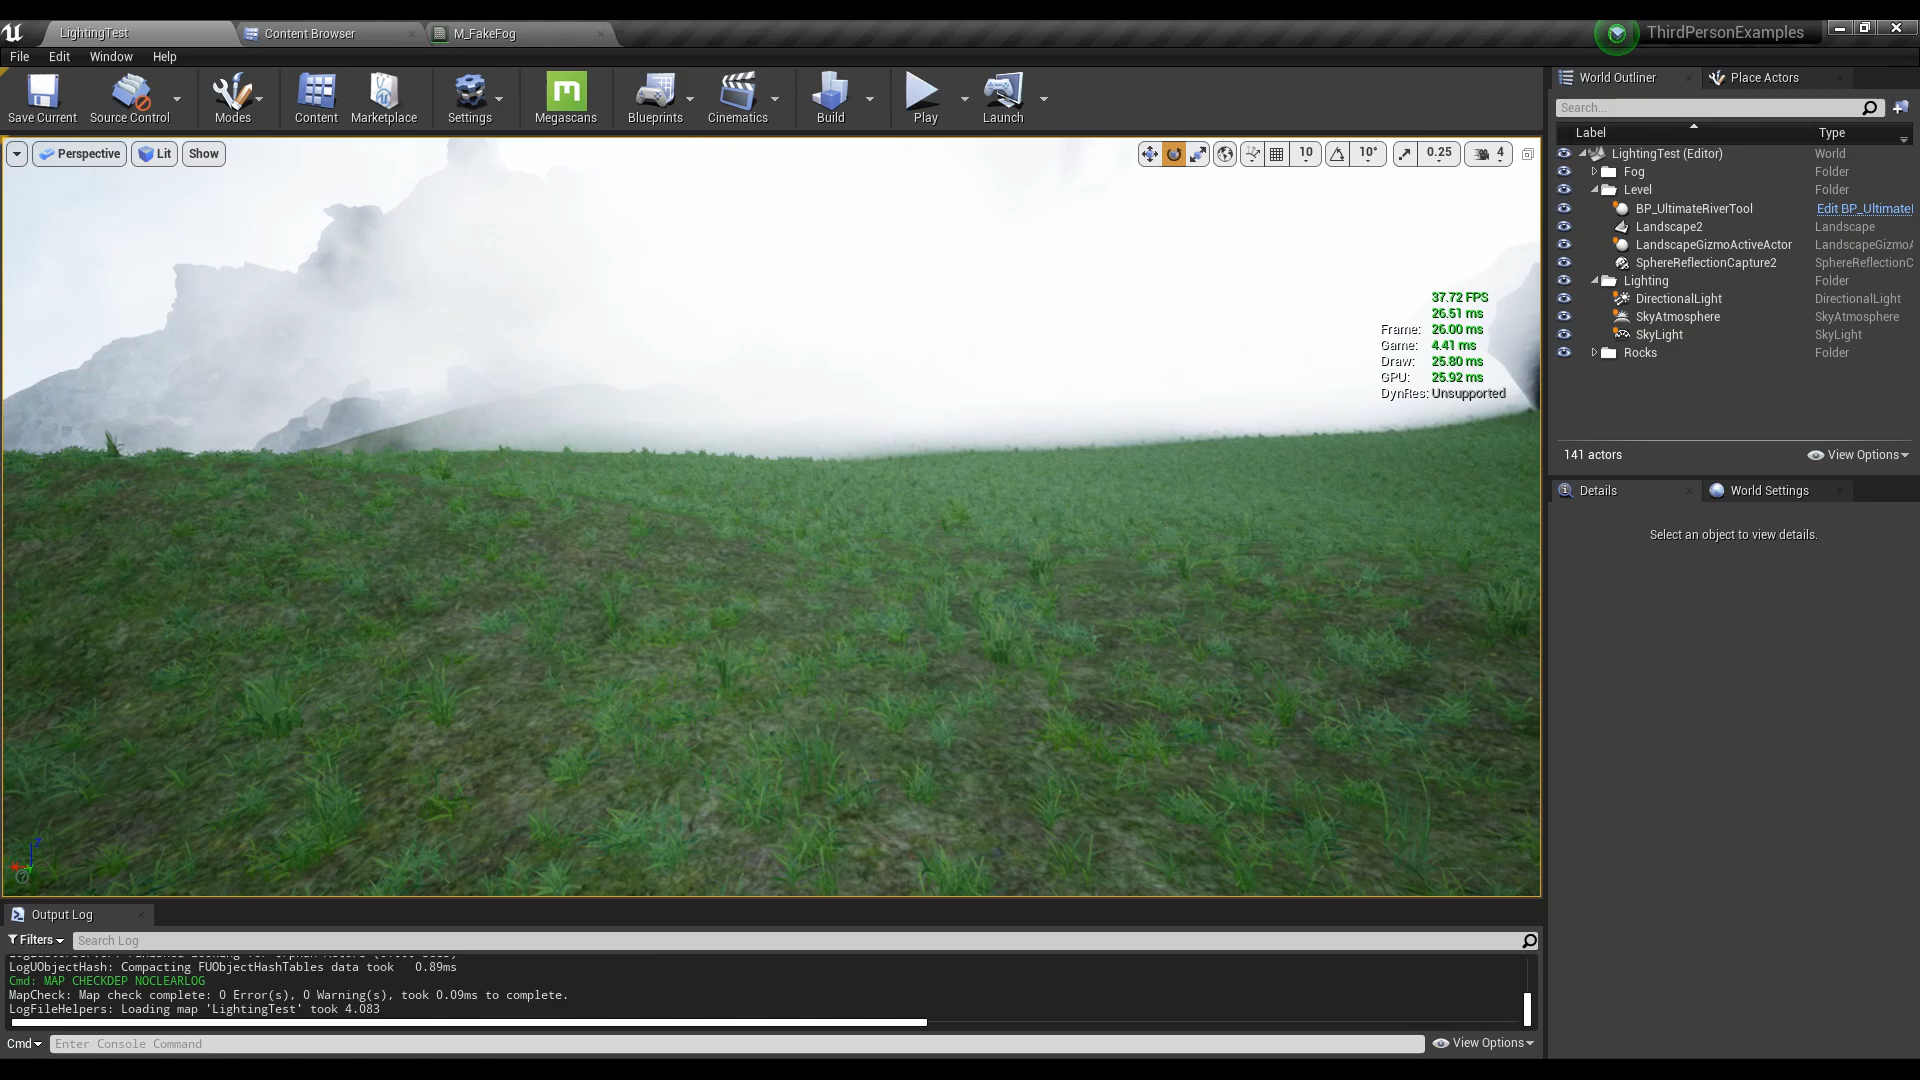 LightingTest
Content Browser
M_FakeFog
ThirdPersonExamples
File Edit Window Help
Save Current
Source Control
Modes
Content
Marketplace
Settings
Megascans
Blueprints
Cinematics
Build
Play
Launch
Perspective
Lit
Show
10
10°
0.25
4
37.72 FPS
26.51 ms
Frame: 26.00 ms
Game: 4.41 ms
Draw: 25.80 ms
GPU: 25.92 ms
DynRes: Unsupported
Z
World Outliner
Place Actors
Search...
Label Type
LightingTest (Editor) World
Fog Folder
Level Folder
BP_UltimateRiverTool Edit BP_Ultimate
Landscape2 Landscape
LandscapeGizmoActiveActor LandscapeGizmoA
SphereReflectionCapture2 SphereReflectionC
Lighting Folder
DirectionalLight DirectionalLight
SkyAtmosphere SkyAtmosphere
SkyLight SkyLight
Rocks Folder
141 actors
View Options
Details
World Settings
Select an object to view details.
Output Log
Filters
Search Log
LogUObjectHash: Compacting FUObjectHashTables data took 0.89ms
Cmd: MAP CHECKDEP NOCLEARLOG
MapCheck: Map check complete: 0 Error(s), 0 Warning(s), took 0.09ms to complete.
LogFileHelpers: Loading map 'LightingTest' took 4.083
Cmd
Enter Console Command
View Options